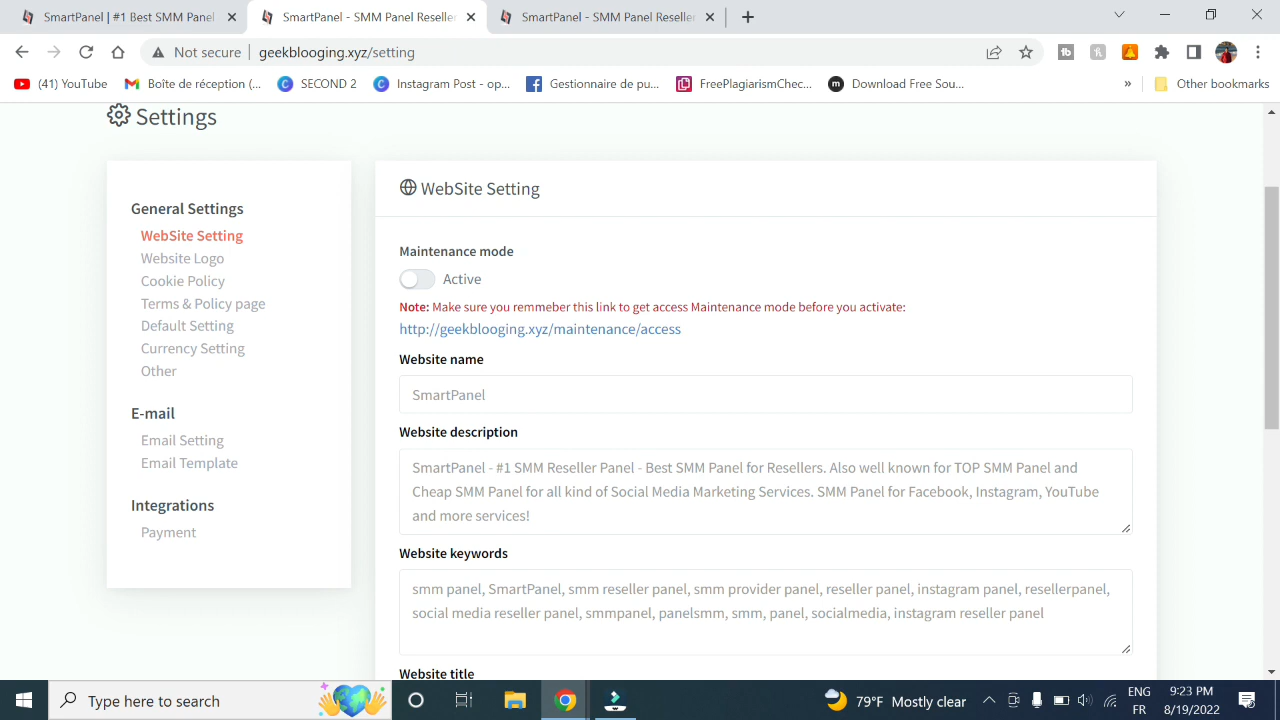 SmartPanel | #1 Best SMM Panel
SmartPanel - SMM Panel Reseller
SmartPanel - SMM Panel Reseller
Not secure
geekblooging.xyz/setting
(41) YouTube
Boîte de réception (...
SECOND 2
Instagram Post - op...
Gestionnaire de pu...
FreePlagiarismChec...
Download Free Sou...
»
Other bookmarks
Settings
General Settings
WebSite Setting
Website Logo
Cookie Policy
Terms & Policy page
Default Setting
Currency Setting
Other
E-mail
Email Setting
Email Template
Integrations
Payment
WebSite Setting
Maintenance mode
Active
Note: Make sure you remmeber this link to get access Maintenance mode before you activate:
http://geekblooging.xyz/maintenance/access
Website name
SmartPanel
Website description
SmartPanel - #1 SMM Reseller Panel - Best SMM Panel for Resellers. Also well known for TOP SMM Panel and
Cheap SMM Panel for all kind of Social Media Marketing Services. SMM Panel for Facebook, Instagram, YouTube
and more services!
Website keywords
smm panel, SmartPanel, smm reseller panel, smm provider panel, reseller panel, instagram panel, resellerpanel,
social media reseller panel, smmpanel, panelsmm, smm, panel, socialmedia, instagram reseller panel
Website title
Type here to search
79°F Mostly clear
ENG
FR
9:23 PM
8/19/2022